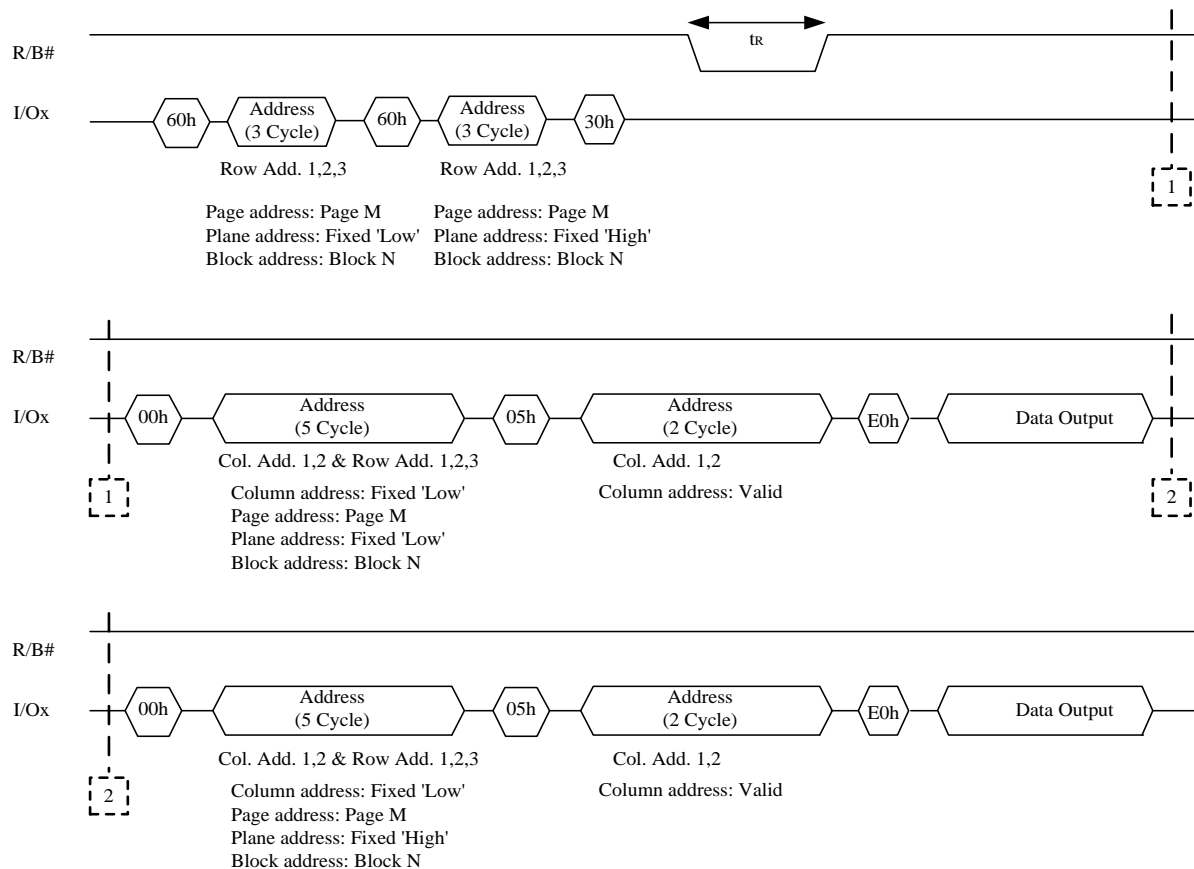 R/B#
tR
I/Ox
60h
Address
(3 Cycle)
60h
Address
(3 Cycle)
30h
Row Add. 1,2,3
Row Add. 1,2,3
1
Page address: Page M
Plane address: Fixed 'Low'
Block address: Block N
Page address: Page M
Plane address: Fixed 'High'
Block address: Block N
R/B#
I/Ox
00h
Address
(5 Cycle)
05h
Address
(2 Cycle)
E0h
Data Output
Col. Add. 1,2 & Row Add. 1,2,3
Col. Add. 1,2
1
Column address: Fixed 'Low'
Page address: Page M
Plane address: Fixed 'Low'
Block address: Block N
Column address: Valid
2
R/B#
I/Ox
00h
Address
(5 Cycle)
05h
Address
(2 Cycle)
E0h
Data Output
Col. Add. 1,2 & Row Add. 1,2,3
Col. Add. 1,2
2
Column address: Fixed 'Low'
Page address: Page M
Plane address: Fixed 'High'
Block address: Block N
Column address: Valid